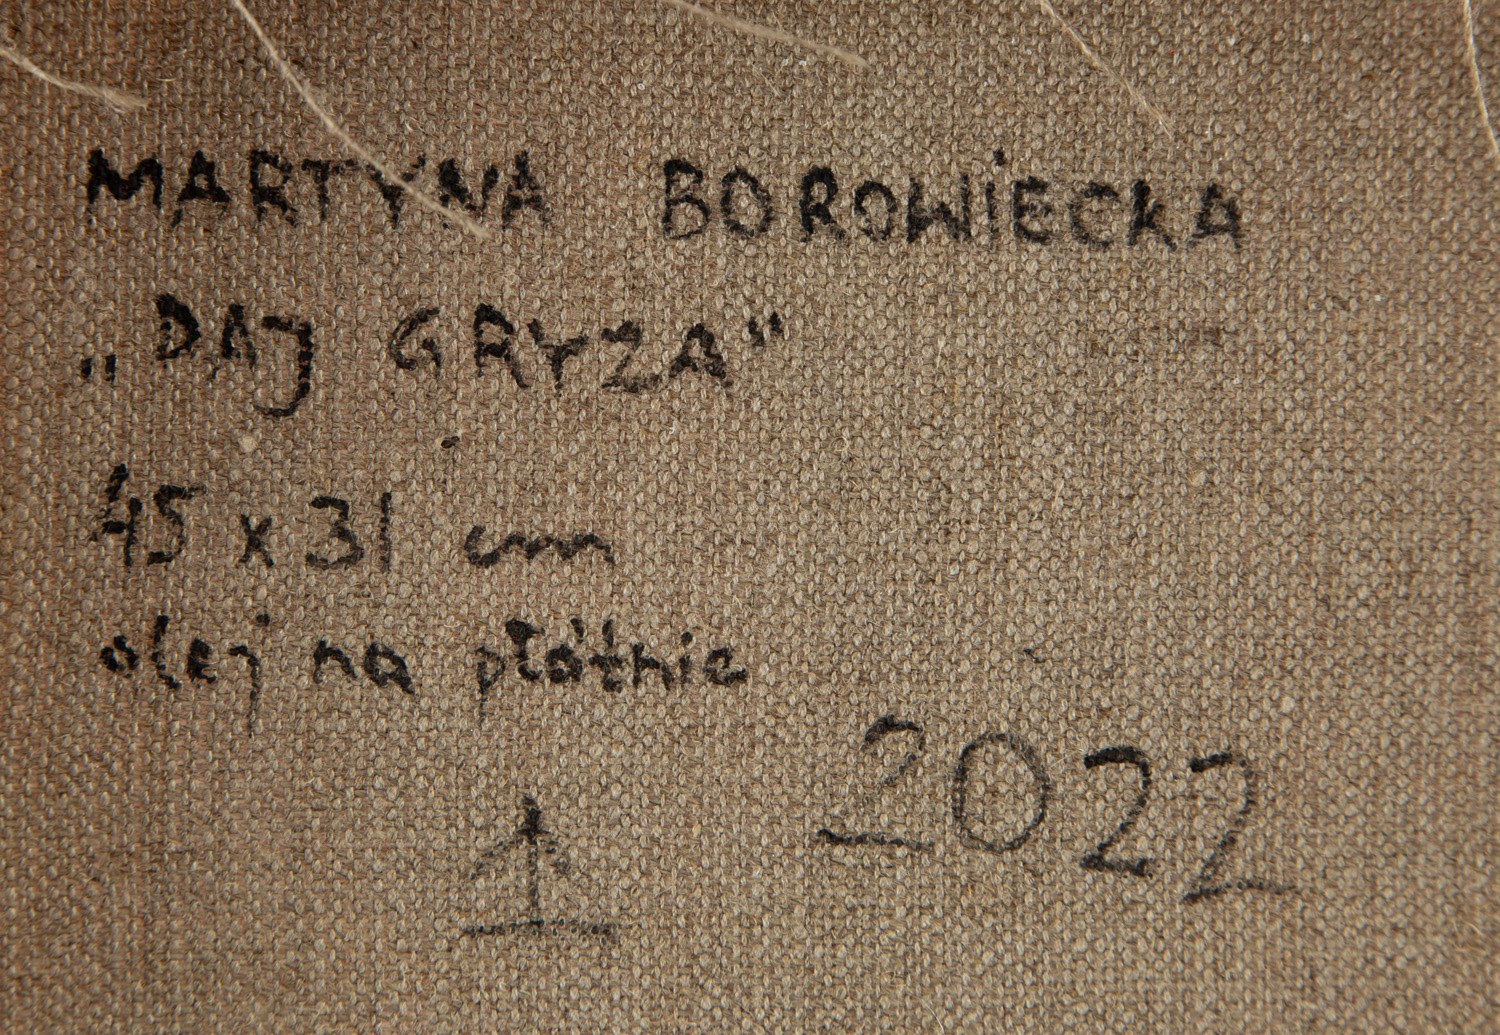 MARTYNA BOROWiECKA
„DAJ GRYZA”
45 x 31 cm
olej na płótnie
2022